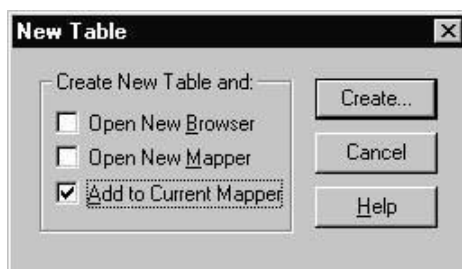 New Table
Create New Table and:
Open New Browser
Open New Mapper
Add to Current Mapper
Create...
Cancel
Help